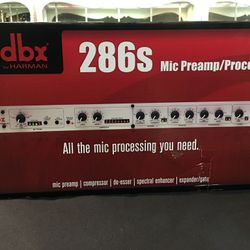 dbx
by HARMAN
286s
Mic Preamp/Proce
All the mic processing you need.
mic preamp | compressor | de-esser | spectral enhancer | expander/gate